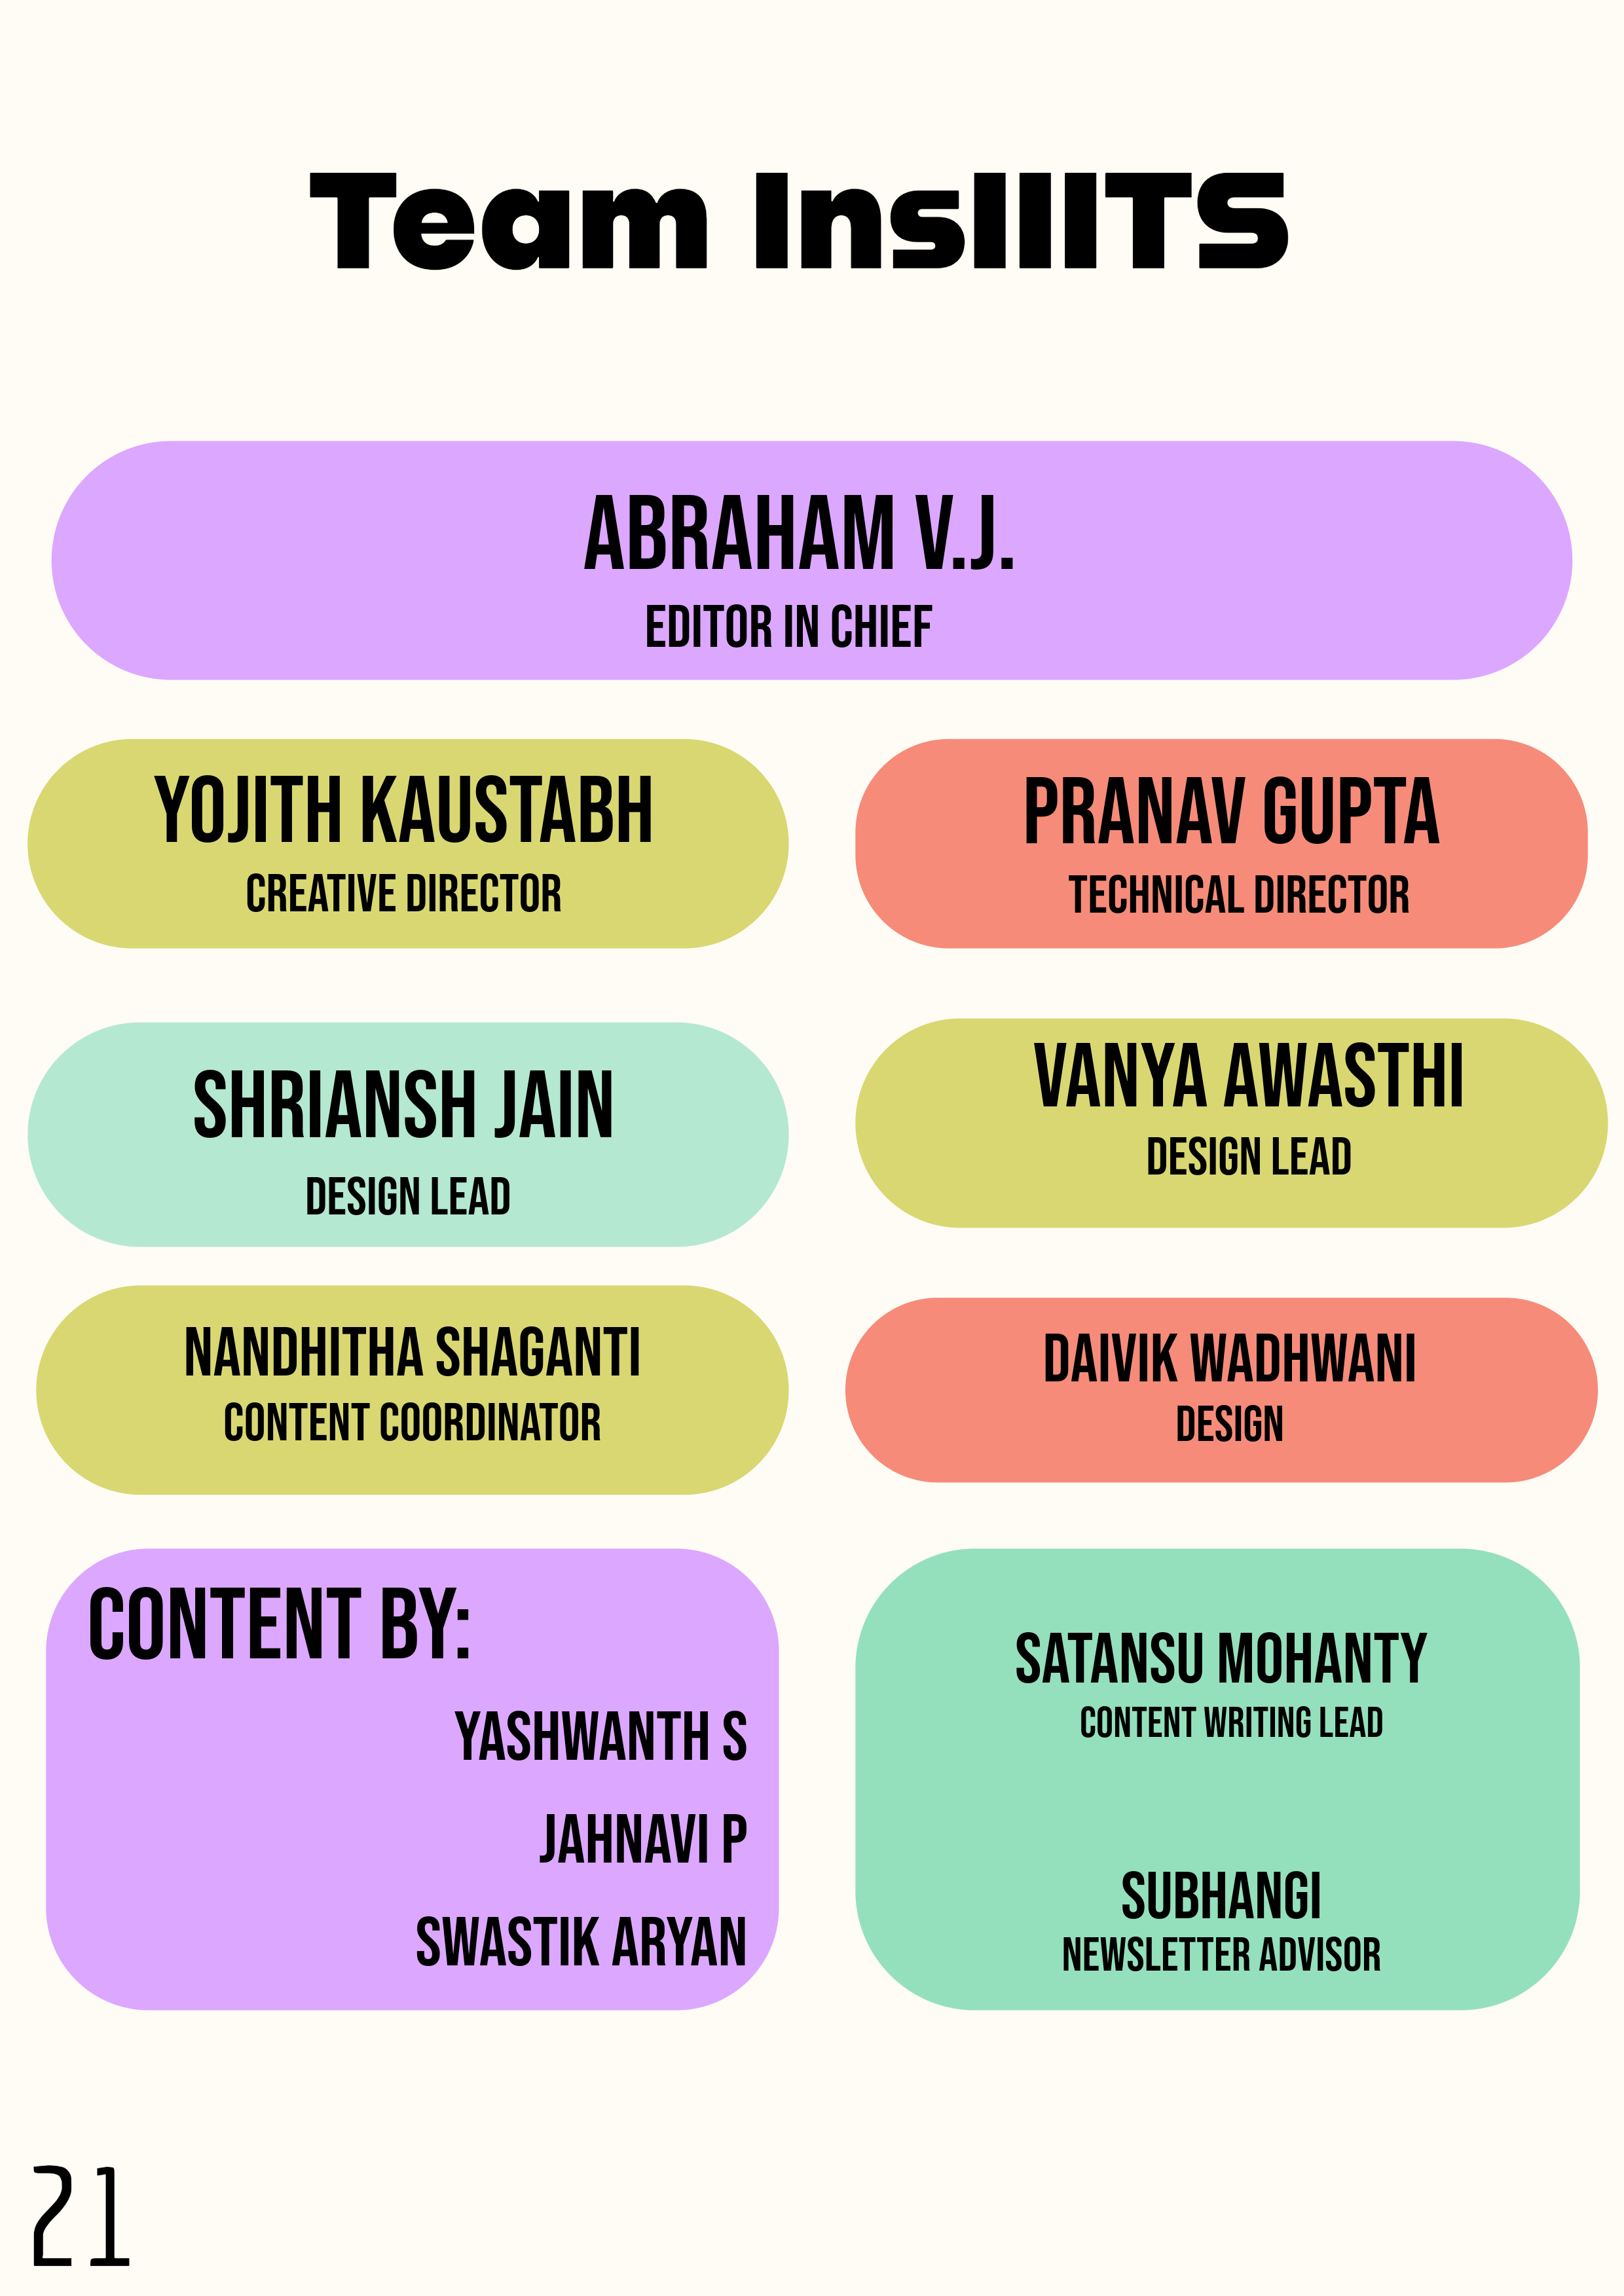 Team InsIIITS
ABRAHAM V.J.
EDITOR IN CHIEF
YOJITH KAUSTABH
CREATIVE DIRECTOR
PRANAV GUPTA
TECHNICAL DIRECTOR
SHRIANSH JAIN
DESIGN LEAD
VANYA AWASTHI
DESIGN LEAD
NANDHITHA SHAGANTI
CONTENT COORDINATOR
DAIVIK WADHWANI
DESIGN
CONTENT BY:
YASHWANTH S
JAHNAVI P
SWASTIK ARYAN
SATANSU MOHANTY
CONTENT WRITING LEAD
SUBHANGI
NEWSLETTER ADVISOR
21